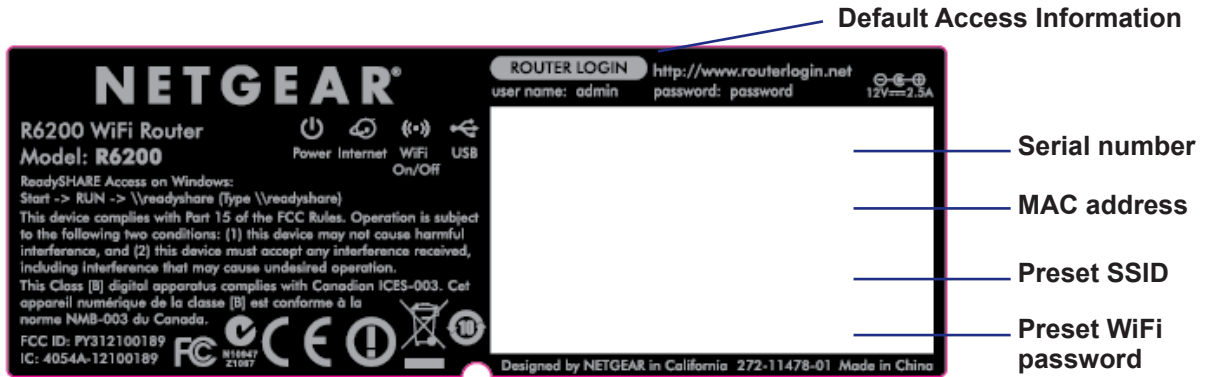 Default Access Information
NETGEAR®
ROUTER LOGIN http://www.routerlogin.net
user name: admin password: password
12V⎓2.5A
R6200 WiFi Router
Model: R6200
Power Internet WiFi On/Off USB
ReadySHARE Access on Windows:
Start -> RUN -> \\readyshare (Type \\readyshare)
This device complies with Part 15 of the FCC Rules. Operation is subject
to the following two conditions: (1) this device may not cause harmful
interference, and (2) this device must accept any interference received,
including interference that may cause undesired operation.
This Class [B] digital apparatus complies with Canadian ICES-003. Cet
appareil numérique de la classe [B] est conforme à la
norme NMB-003 du Canada.
FCC ID: PY312100189
IC: 4054A-12100189
FC
N10947
Z1087
CE
10
Designed by NETGEAR in California 272-11478-01 Made in China
Serial number
MAC address
Preset SSID
Preset WiFi
password